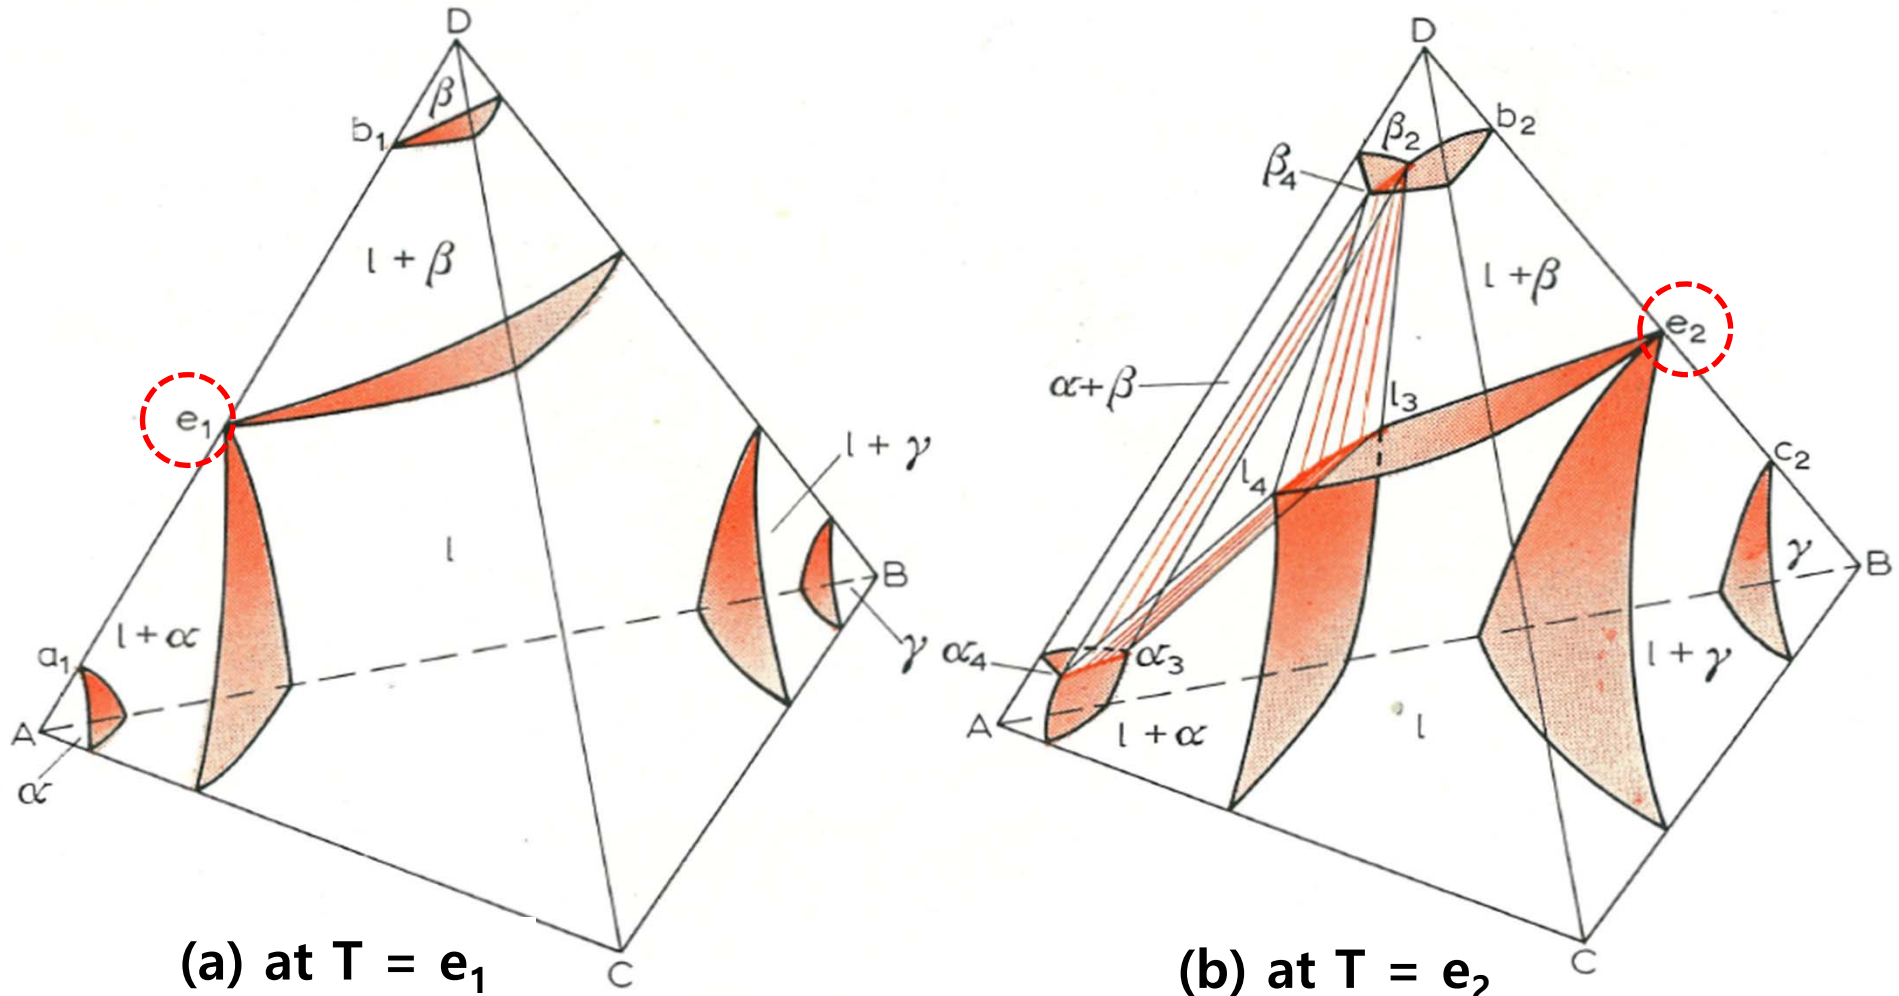 D
β
b₁
l + β
e₁
l + γ
l
B
l + α
a₁
γ
A
α
C
(a) at T = e₁
D
b₂
β₂
β₄
l + β
e₂
α+β
l₃
l₄
c₂
γ
B
α₄
α₃
l + γ
A
l + α
l
C
(b) at T = e₂